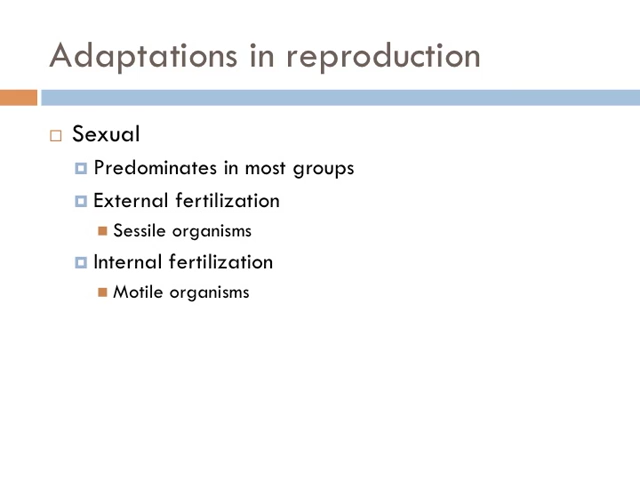 Adaptations in reproduction
Sexual
Predominates in most groups
External fertilization
Sessile organisms
Internal fertilization
Motile organisms